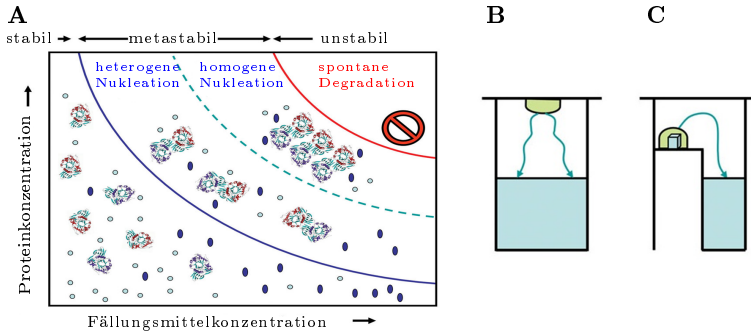 A
B
C
stabil
metastabil
unstabil
heterogene
Nukleation
homogene
Nukleation
spontane
Degradation
Proteinkonzentration
Fällungsmittelkonzentration